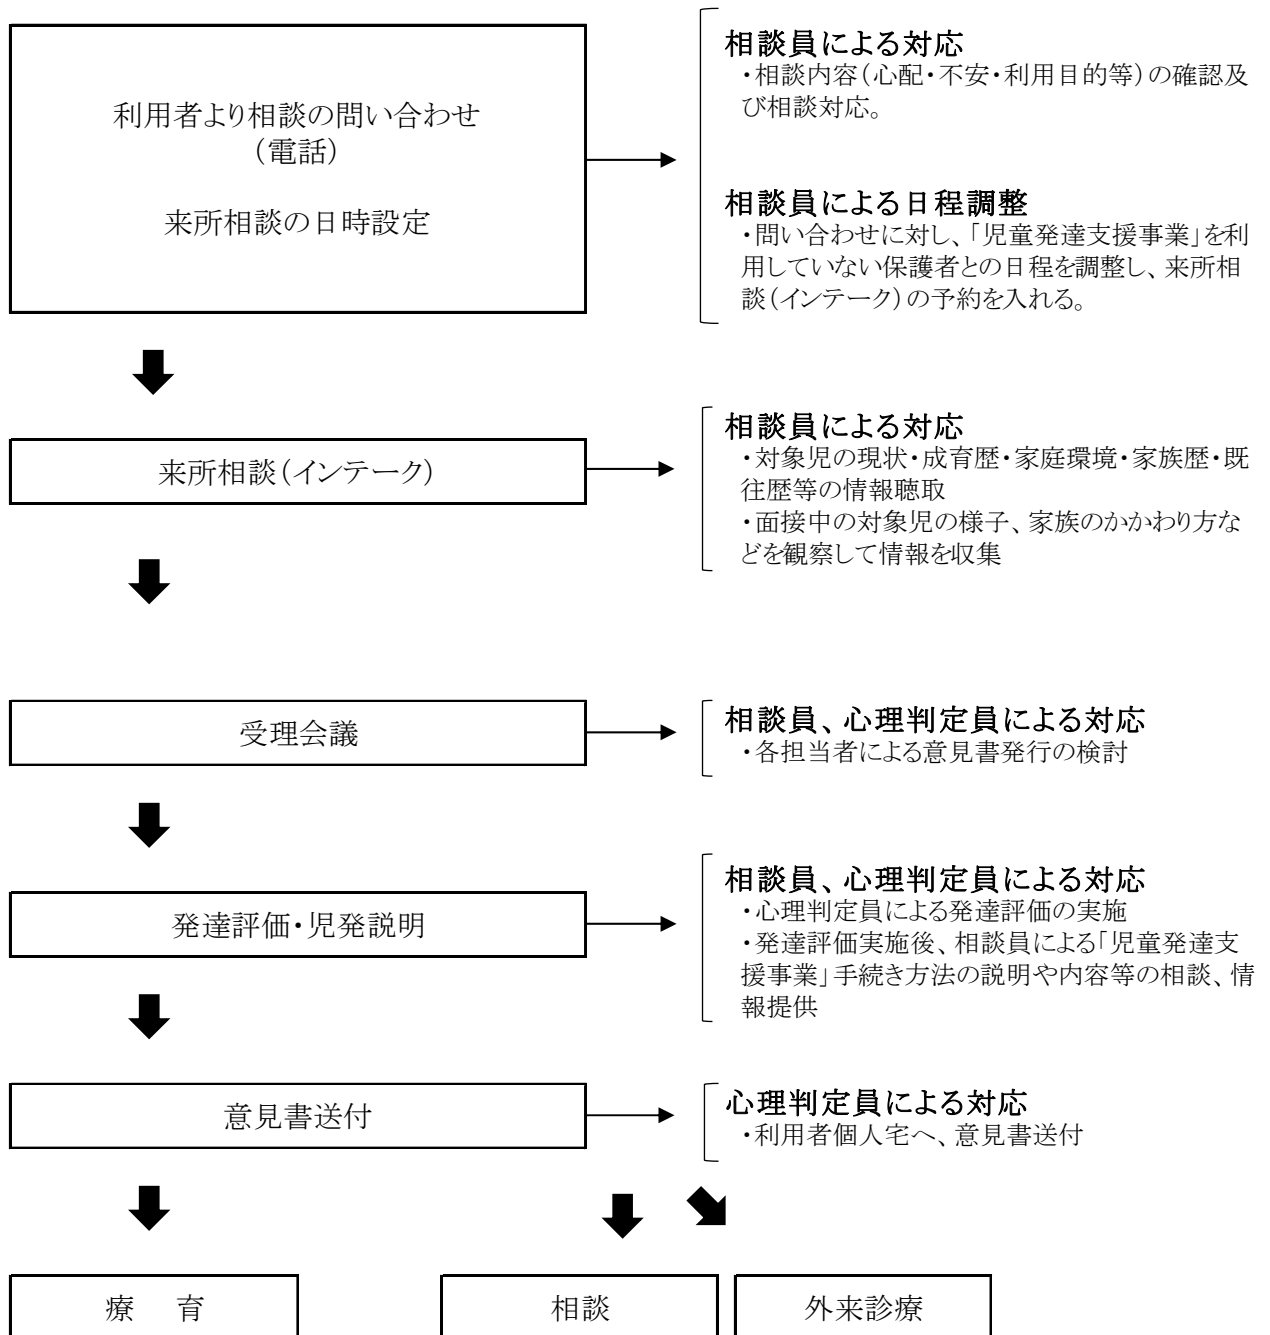 利用者より相談の問い合わせ
（電話）
来所相談の日時設定
相談員による対応
・相談内容（心配・不安・利用目的等）の確認及
び相談対応。
相談員による日程調整
・問い合わせに対し、「児童発達支援事業」を利
用していない保護者との日程を調整し、来所相
談（インテーク）の予約を入れる。
来所相談（インテーク）
相談員による対応
・対象児の現状・成育歴・家庭環境・家族歴・既
往歴等の情報聴取
・面接中の対象児の様子、家族のかかわり方な
どを観察して情報を収集
受理会議
相談員、心理判定員による対応
・各担当者による意見書発行の検討
発達評価・児発説明
相談員、心理判定員による対応
・心理判定員による発達評価の実施
・発達評価実施後、相談員による「児童発達支
援事業」手続き方法の説明や内容等の相談、情
報提供
意見書送付
心理判定員による対応
・利用者個人宅へ、意見書送付
療　育
相談
外来診療